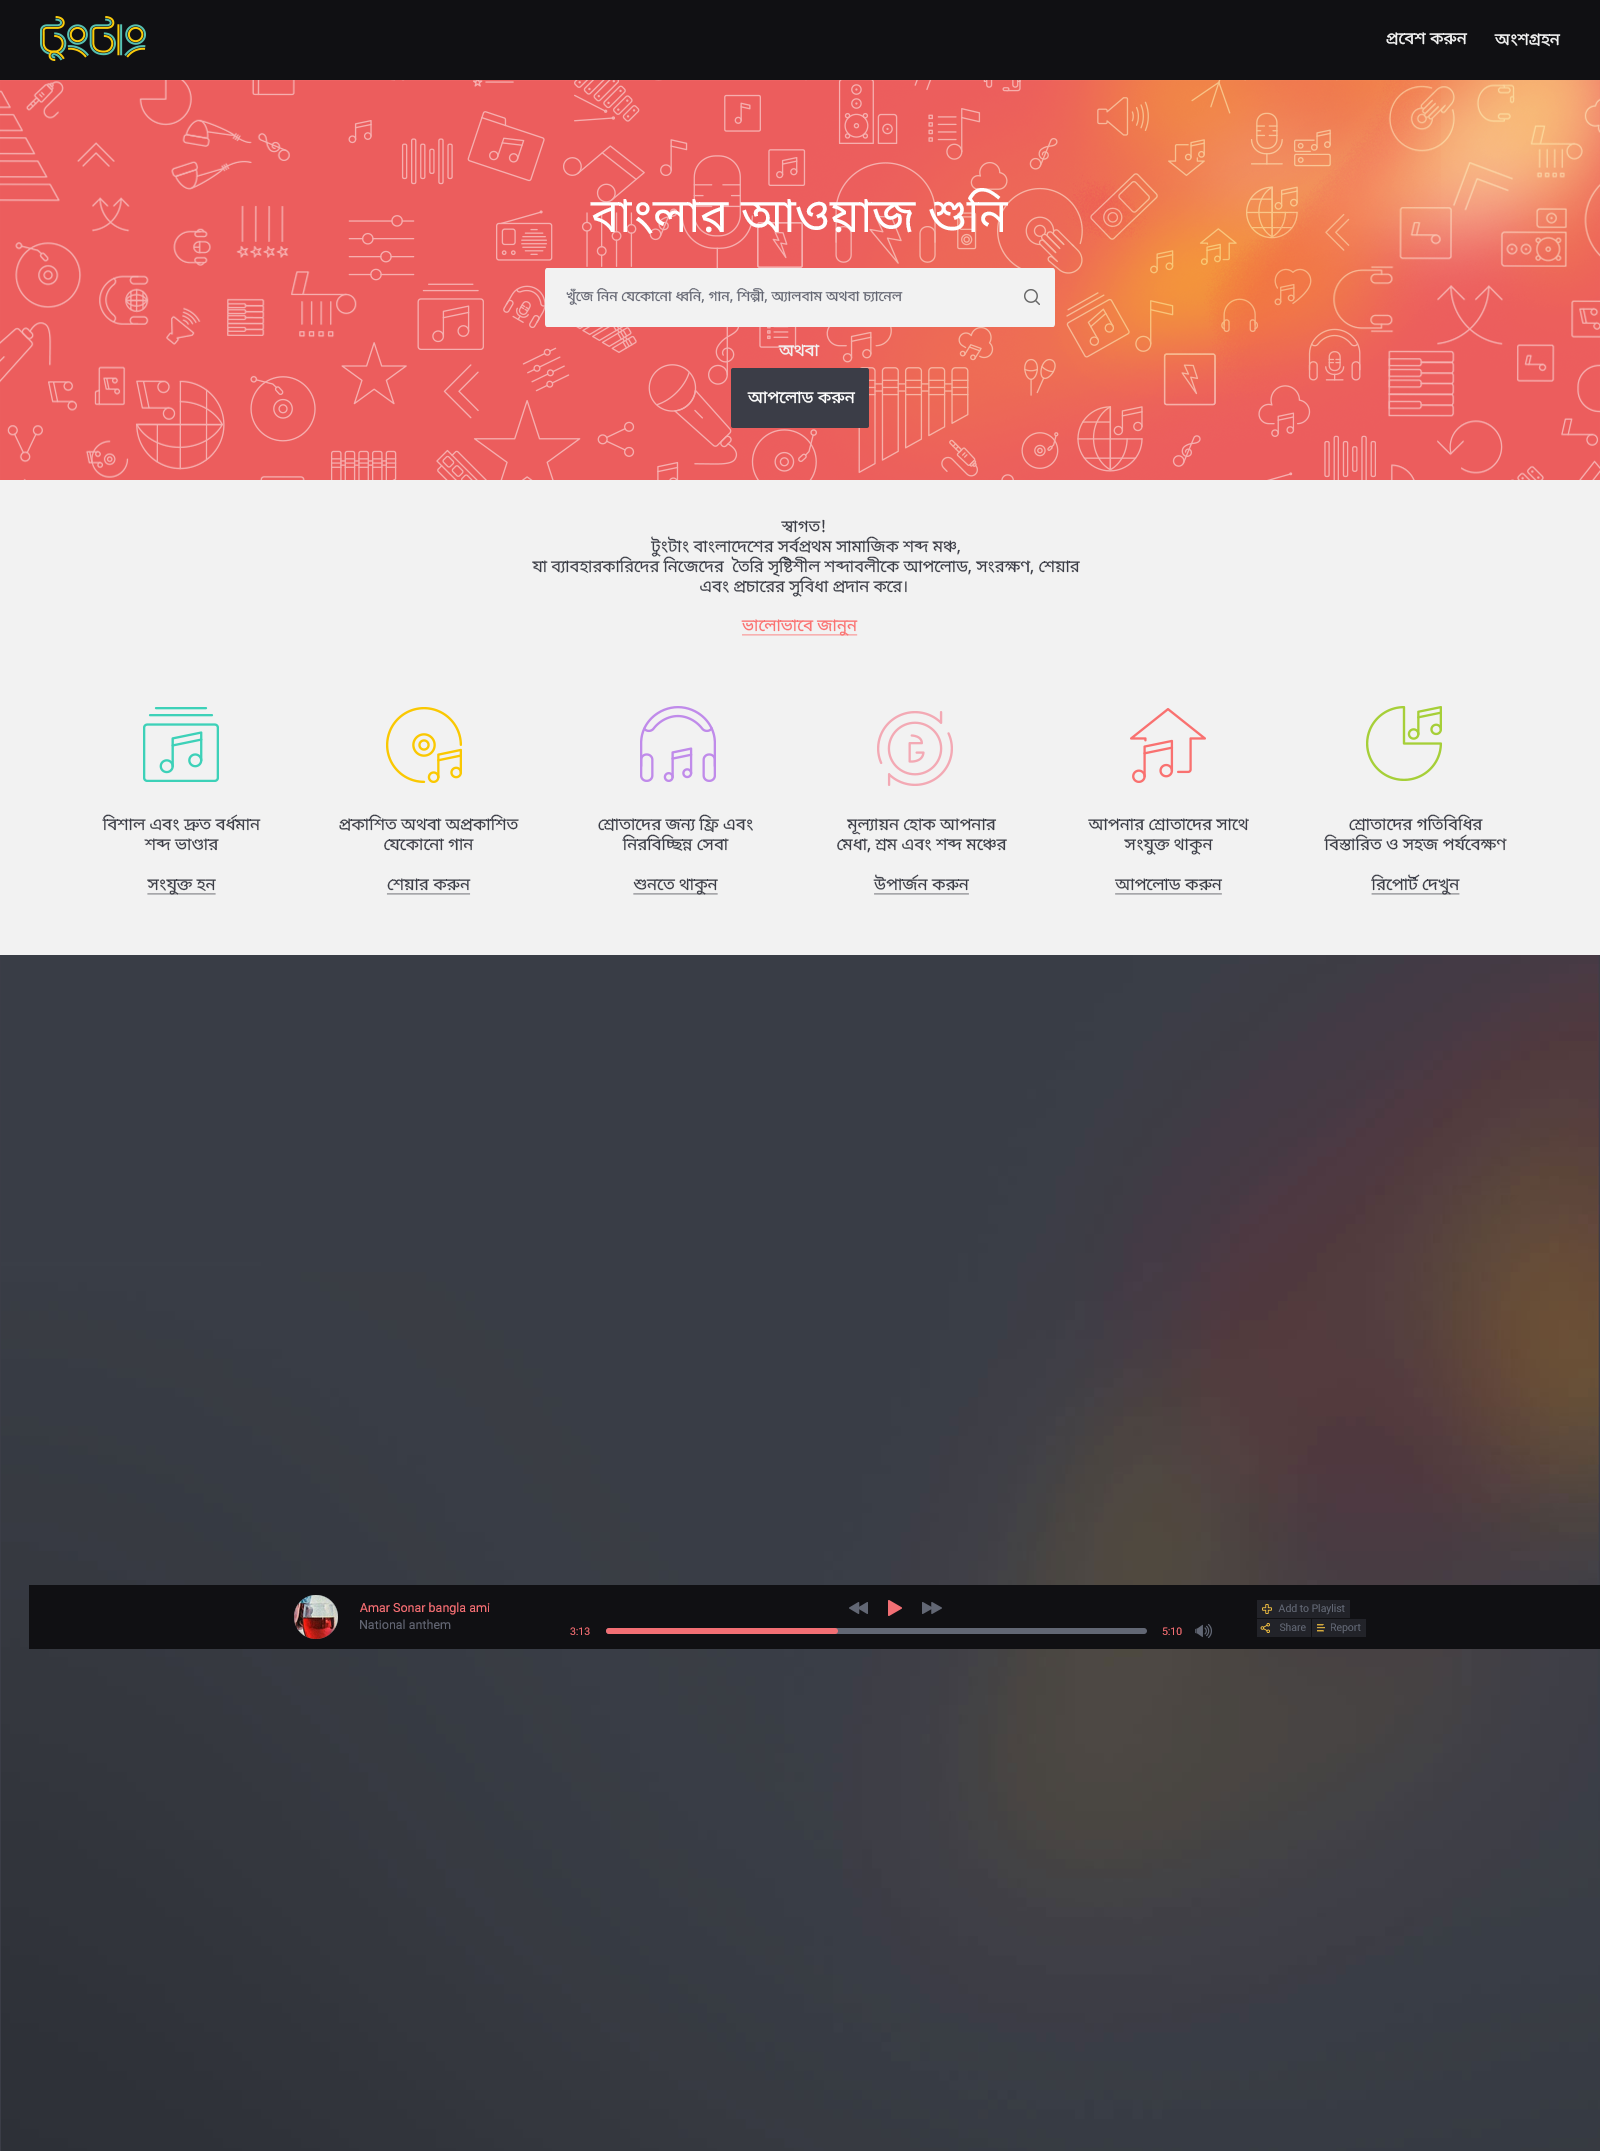 টুংটাং
প্রবেশ করুন
অংশগ্রহন
বাংলার আওয়াজ শুনি
খুঁজে নিন যেকোনো ধ্বনি, গান, শিল্পী, অ্যালবাম অথবা চ্যানেল
অথবা
আপলোড করুন
স্বাগত!
টুংটাং বাংলাদেশের সর্বপ্রথম সামাজিক শব্দ মঞ্চ,
যা ব্যাবহারকারিদের নিজেদের তৈরি সৃষ্টিশীল শব্দাবলীকে আপলোড, সংরক্ষণ, শেয়ার
এবং প্রচারের সুবিধা প্রদান করে।
ভালোভাবে জানুন
বিশাল এবং দ্রুত বর্ধমান
শব্দ ভাণ্ডার
সংযুক্ত হন
প্রকাশিত অথবা অপ্রকাশিত
যেকোনো গান
শেয়ার করুন
শ্রোতাদের জন্য ফ্রি এবং
নিরবিচ্ছিন্ন সেবা
শুনতে থাকুন
মূল্যায়ন হোক আপনার
মেধা, শ্রম এবং শব্দ মঞ্চের
উপার্জন করুন
আপনার শ্রোতাদের সাথে
সংযুক্ত থাকুন
আপলোড করুন
শ্রোতাদের গতিবিধির
বিস্তারিত ও সহজ পর্যবেক্ষণ
রিপোর্ট দেখুন
Amar Sonar bangla ami
National anthem
3:13
5:10
Add to Playlist
Share
Report